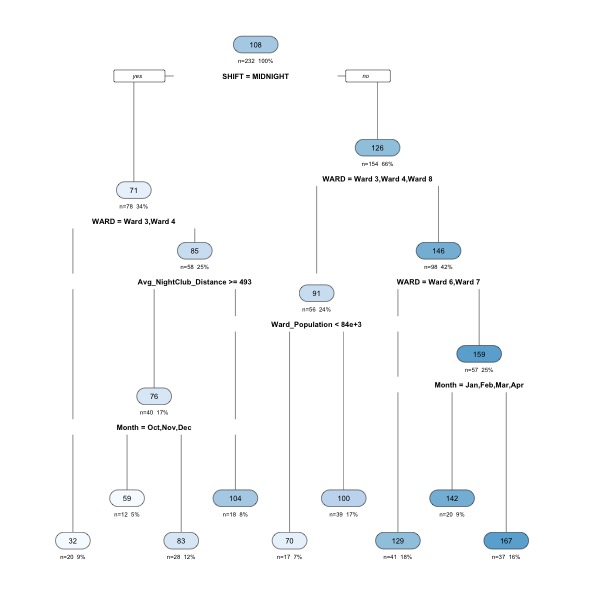 108
n=232 100%
yes
SHIFT = MIDNIGHT
no
126
n=154 66%
WARD = Ward 3,Ward 4,Ward 8
71
n=78 34%
WARD = Ward 3,Ward 4
85
n=58 25%
Avg_NightClub_Distance >= 493
146
n=98 42%
WARD = Ward 6,Ward 7
91
n=56 24%
Ward_Population < 84e+3
159
n=57 25%
Month = Jan,Feb,Mar,Apr
76
n=40 17%
Month = Oct,Nov,Dec
59
n=12 5%
104
n=18 8%
100
n=39 17%
142
n=20 9%
32
n=20 9%
83
n=28 12%
70
n=17 7%
129
n=41 18%
167
n=37 16%